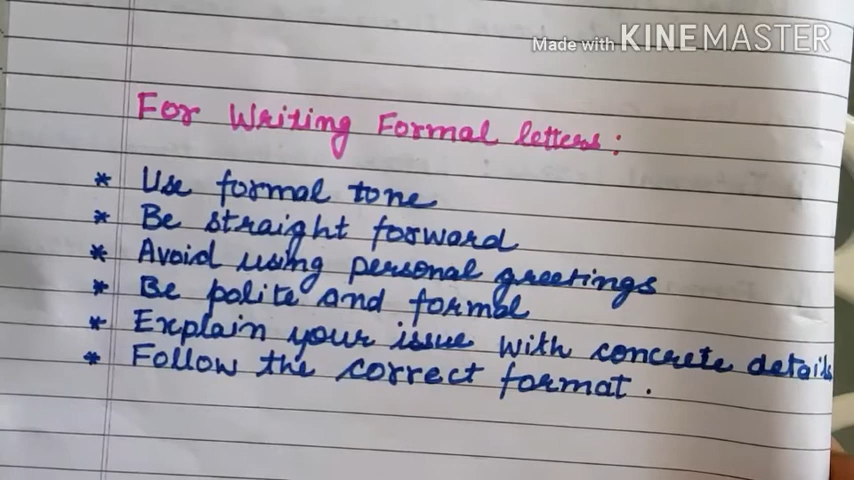 Made with KINEMASTER
For Writing Formal letters:
* Use formal tone
* Be straight forward
* Avoid using personal greetings
* Be polite and formal
* Explain your issue with concrete details
* Follow the correct format.